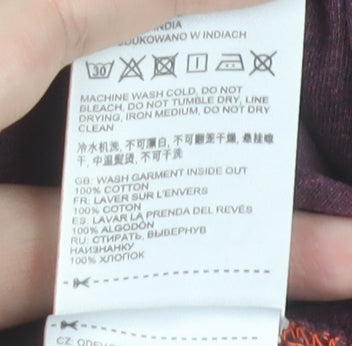 INDIA
DUKOWANO W INDIACH
30
MACHINE WASH COLD, DO NOT
BLEACH, DO NOT TUMBLE DRY, LINE
DRYING, IRON MEDIUM, DO NOT DRY
CLEAN
冷水机洗, 不可漂白, 不可翻笼干燥, 悬挂晾
干, 中温熨烫, 不可干洗
GB: WASH GARMENT INSIDE OUT
100% COTTON
FR: LAVER SUR L'ENVERS
100% COTON
ES: LAVAR LA PRENDA DEL REVÉS
100% ALGODÓN
RU: СТИРАТЬ, ВЫВЕРНУВ
НАИЗНАНКУ
100% ХЛОПОК
CZ: